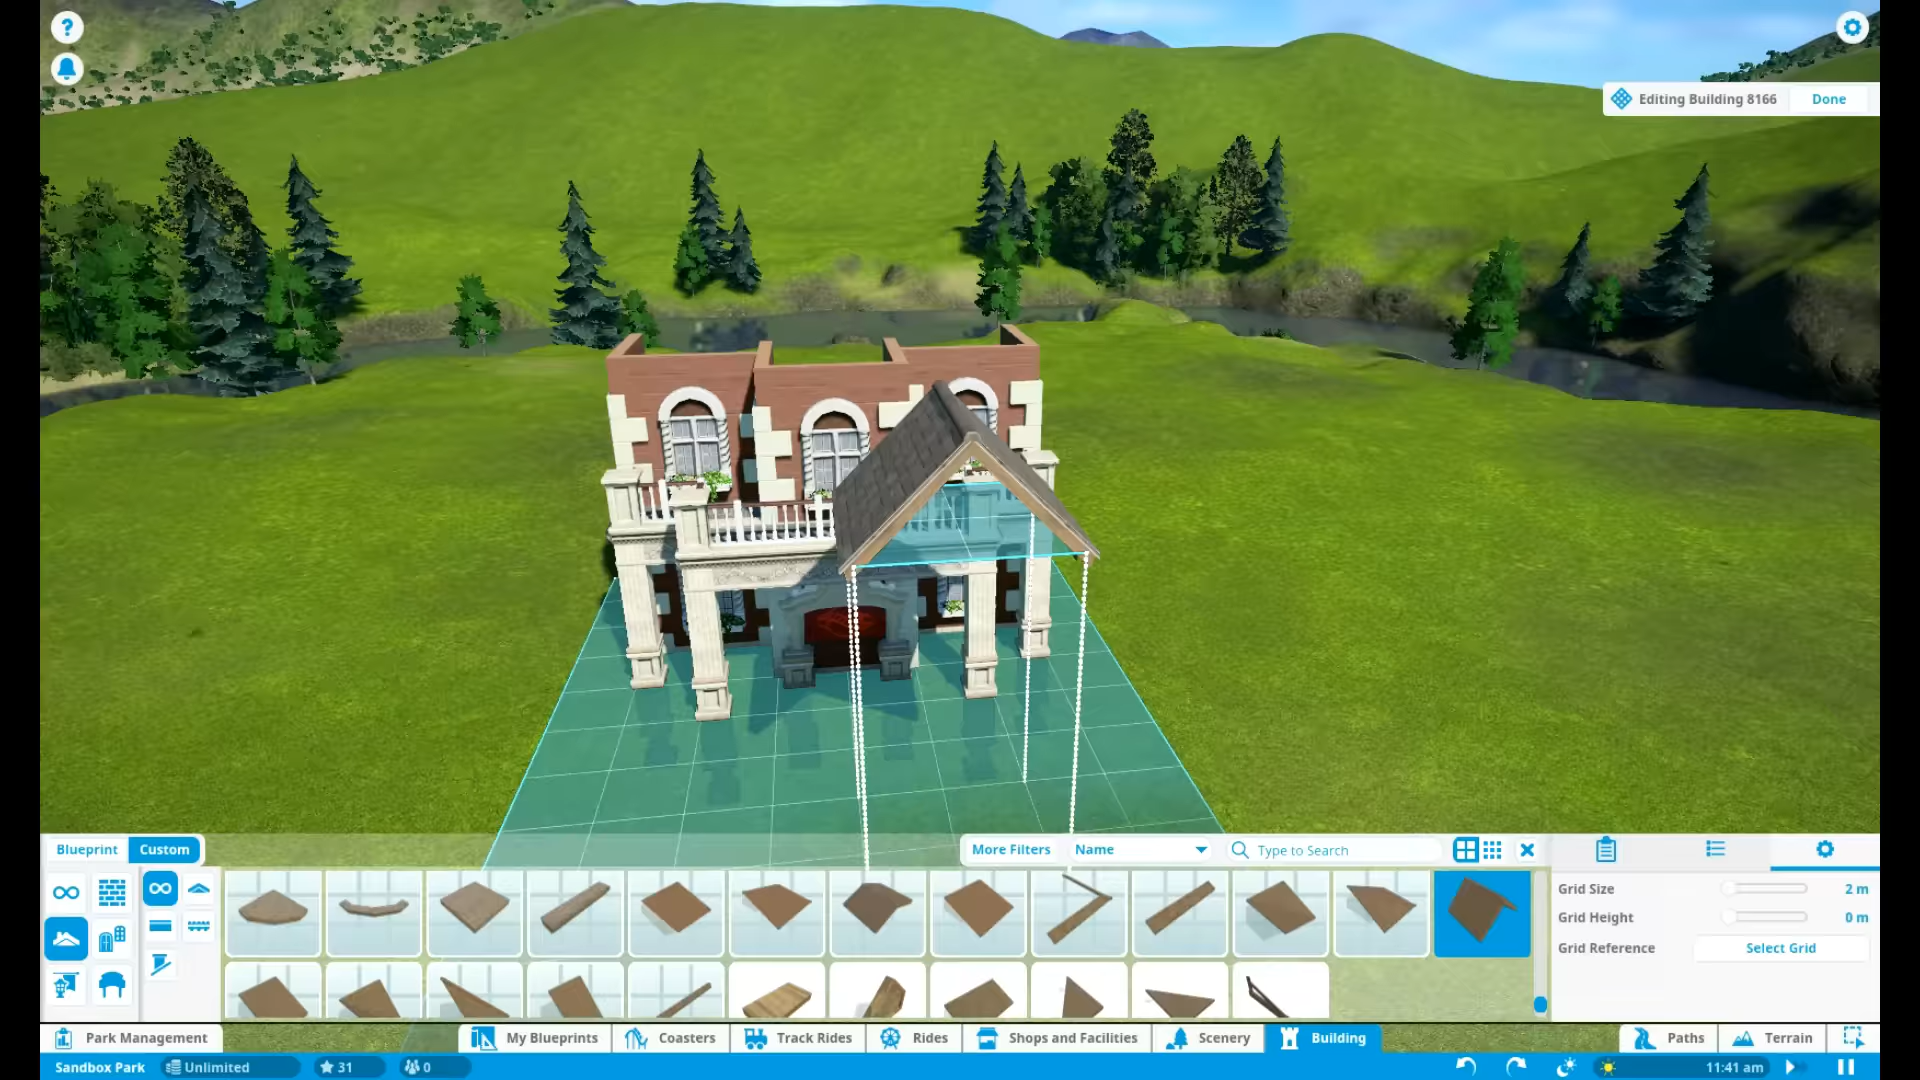 ?
Editing Building 8166 Done
Blueprint Custom
More Filters Name Type to Search
Grid Size 2 m
Grid Height 0 m
Grid Reference Select Grid
Park Management My Blueprints Coasters Track Rides Rides Shops and Facilities Scenery Building Paths Terrain
Sandbox Park Unlimited 31 0 11:41 am